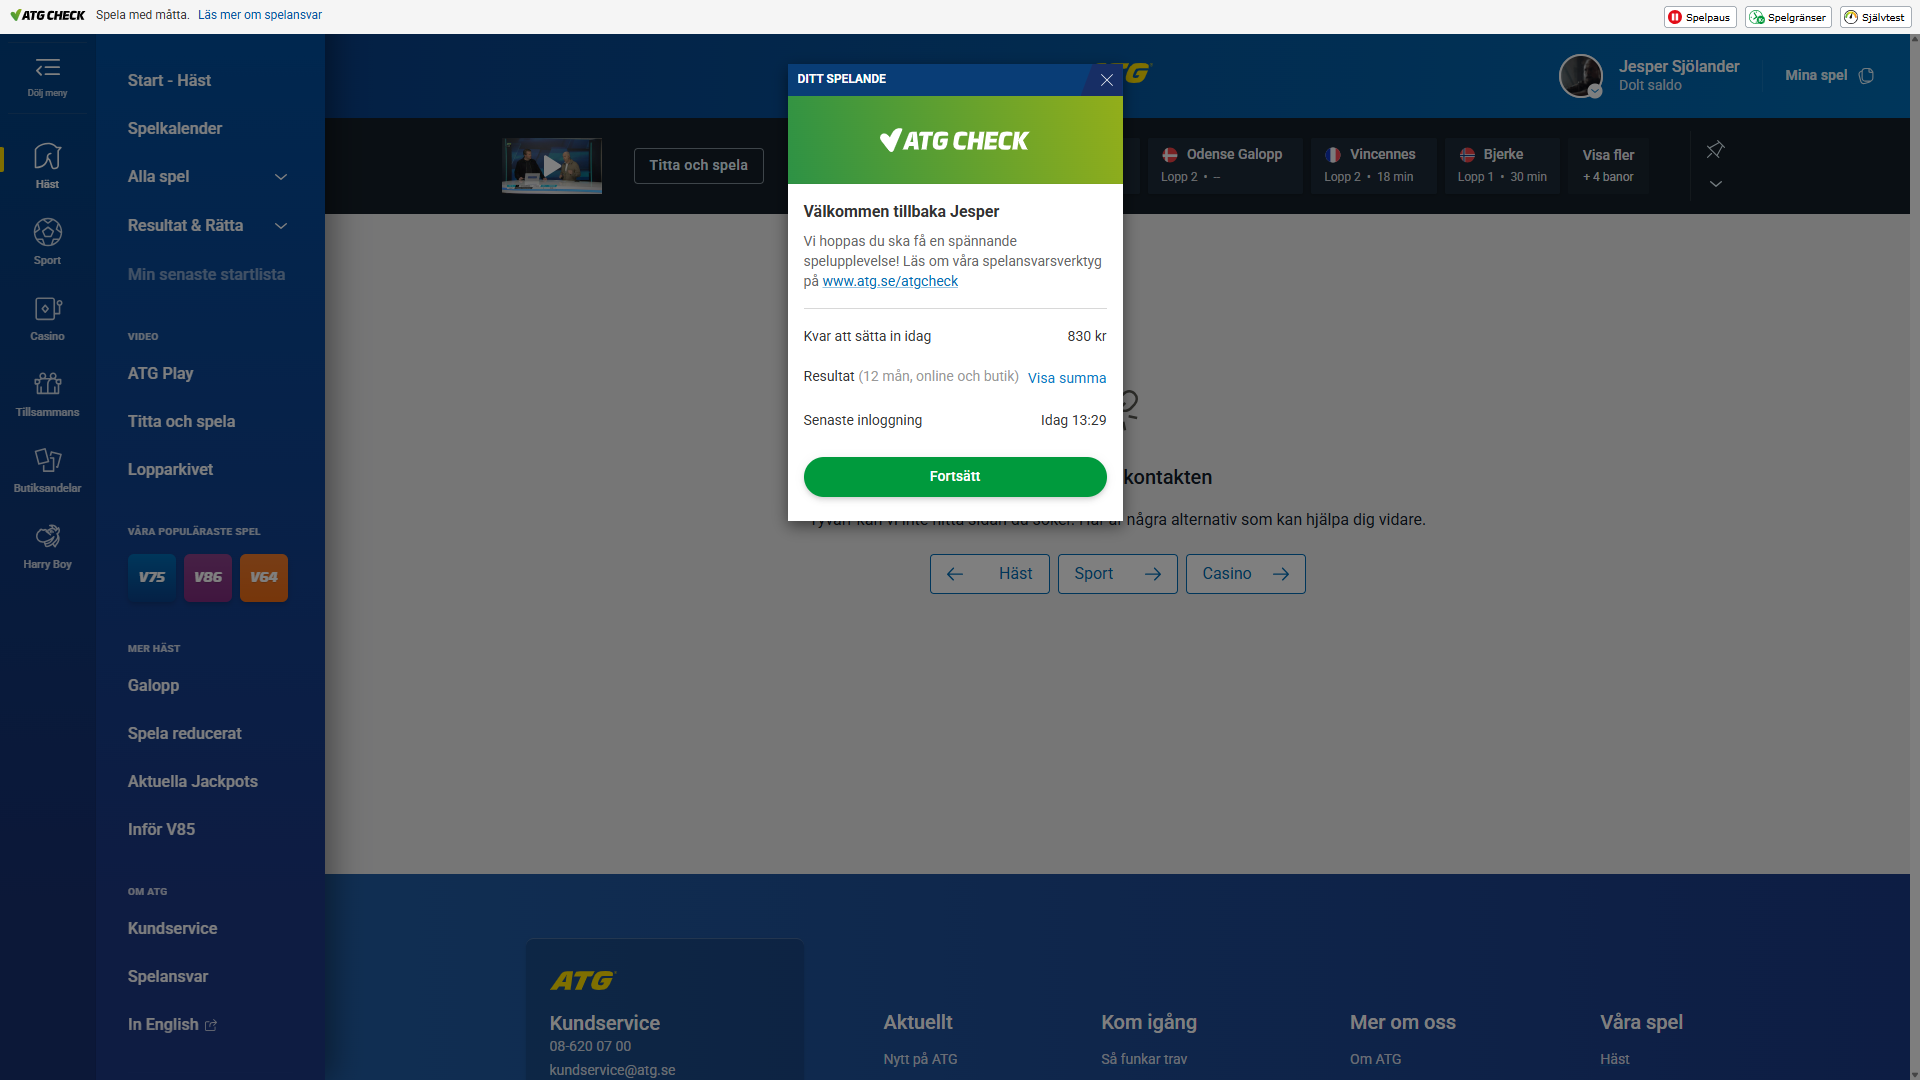 ATG CHECK Spela med måtta. Läs mer om spelansvar
Spelpaus Spelgränser Självtest
Dölj meny
Häst
Sport
Casino
Tillsammans
Butiksandelar
Harry Boy
Start - Häst
Spelkalender
Alla spel
Resultat & Rätta
Min senaste startlista
VIDEO
ATG Play
Titta och spela
Lopparkivet
VÅRA POPULÄRASTE SPEL
V75 V86 V64
MER HÄST
Galopp
Spela reducerat
Aktuella Jackpots
Inför V85
OM ATG
Kundservice
Spelansvar
In English
Jesper Sjölander
Dolt saldo
Mina spel
Titta och spela
Odense Galopp
Lopp 2 • –
Vincennes
Lopp 2 • 18 min
Bjerke
Lopp 1 • 30 min
Visa fler
+ 4 banor
DITT SPELANDE
ATG CHECK
Välkommen tillbaka Jesper
Vi hoppas du ska få en spännande
spelupplevelse! Läs om våra spelansvarsverktyg
på www.atg.se/atgcheck
Kvar att sätta in idag 830 kr
Resultat (12 mån, online och butik) Visa summa
Senaste inloggning Idag 13:29
Fortsätt
kontakten
några alternativ som kan hjälpa dig vidare.
Häst Sport Casino
ATG
Kundservice
08-620 07 00
kundservice@atg.se
Aktuellt
Nytt på ATG
Kom igång
Så funkar trav
Mer om oss
Om ATG
Våra spel
Häst